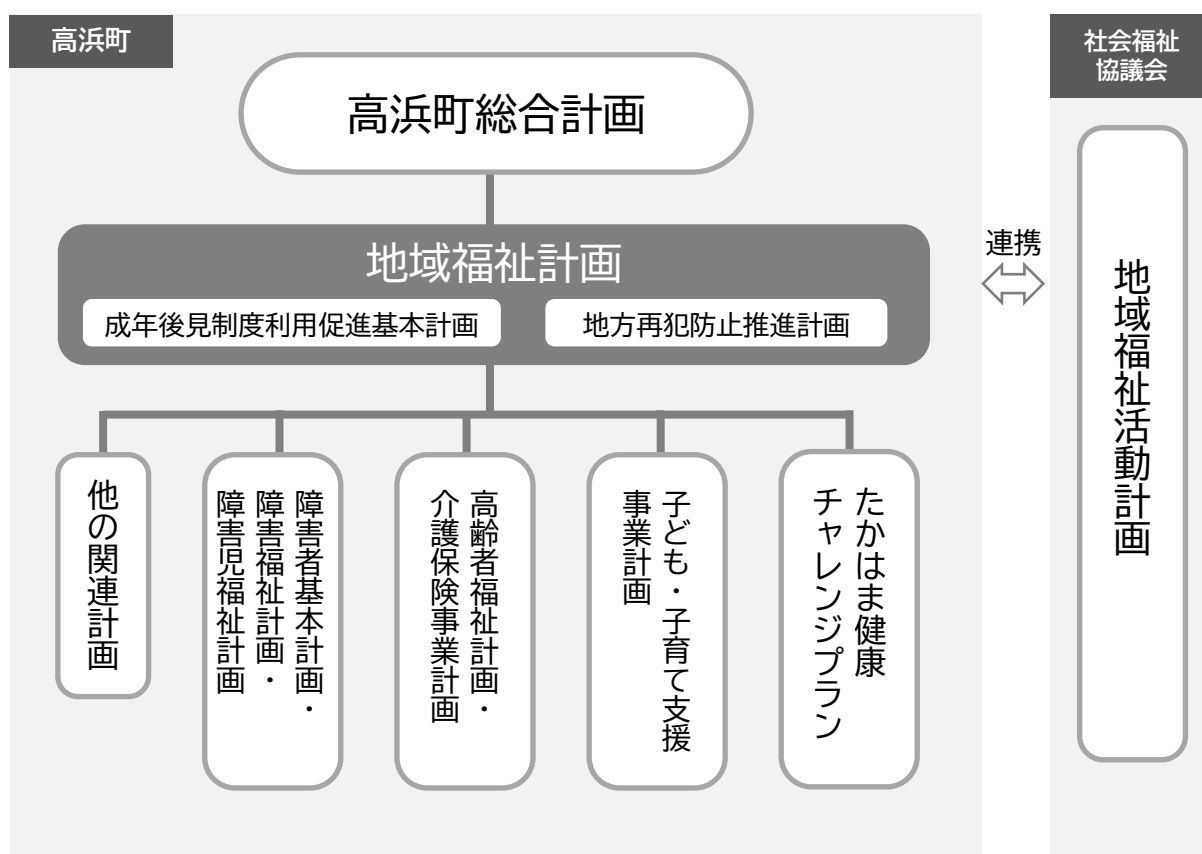 高浜町
高浜町総合計画
地域福祉計画
成年後見制度利用促進基本計画
地方再犯防止推進計画
他の関連計画
障害者基本計画・
障害福祉計画・
障害児福祉計画
高齢者福祉計画・
介護保険事業計画
子ども・子育て支援
事業計画
たかはま健康
チャレンジプラン
連携
社会福祉
協議会
地域福祉活動計画